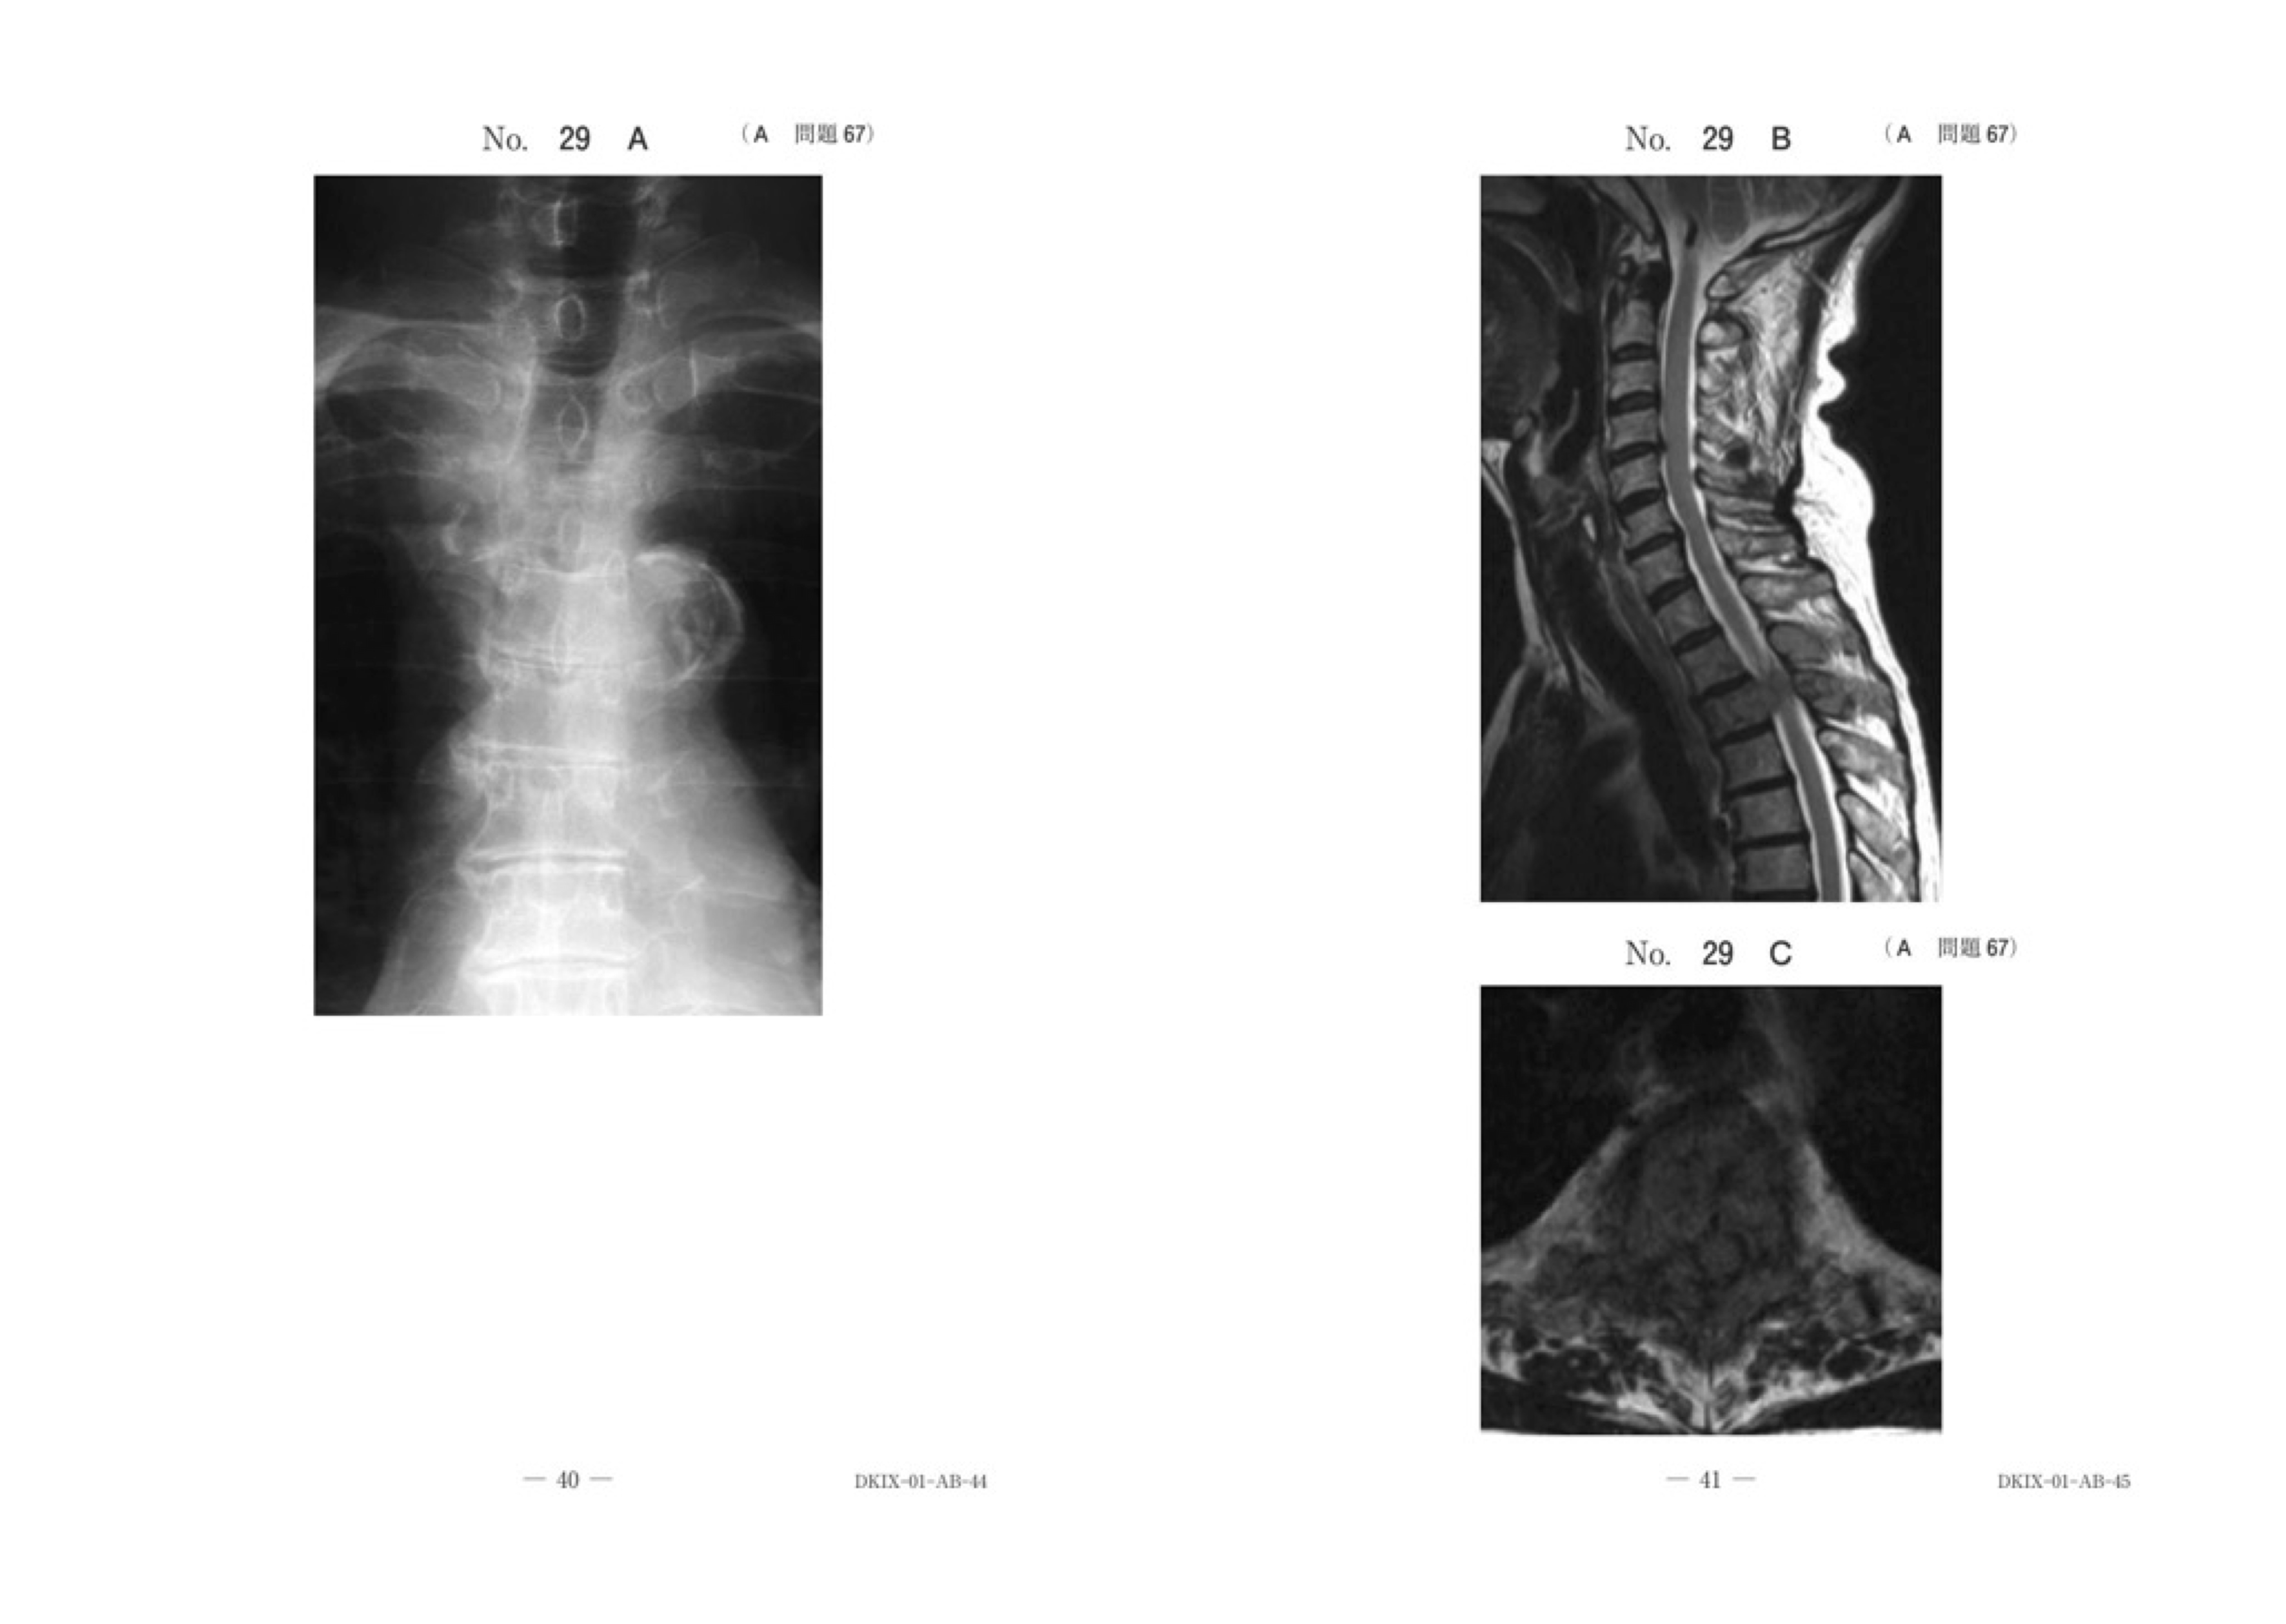 No. 29 A (A 問題 67)
No. 29 B (A 問題 67)
No. 29 C (A 問題 67)
— 40 —
DKIX-01-AB-44
— 41 —
DKIX-01-AB-45